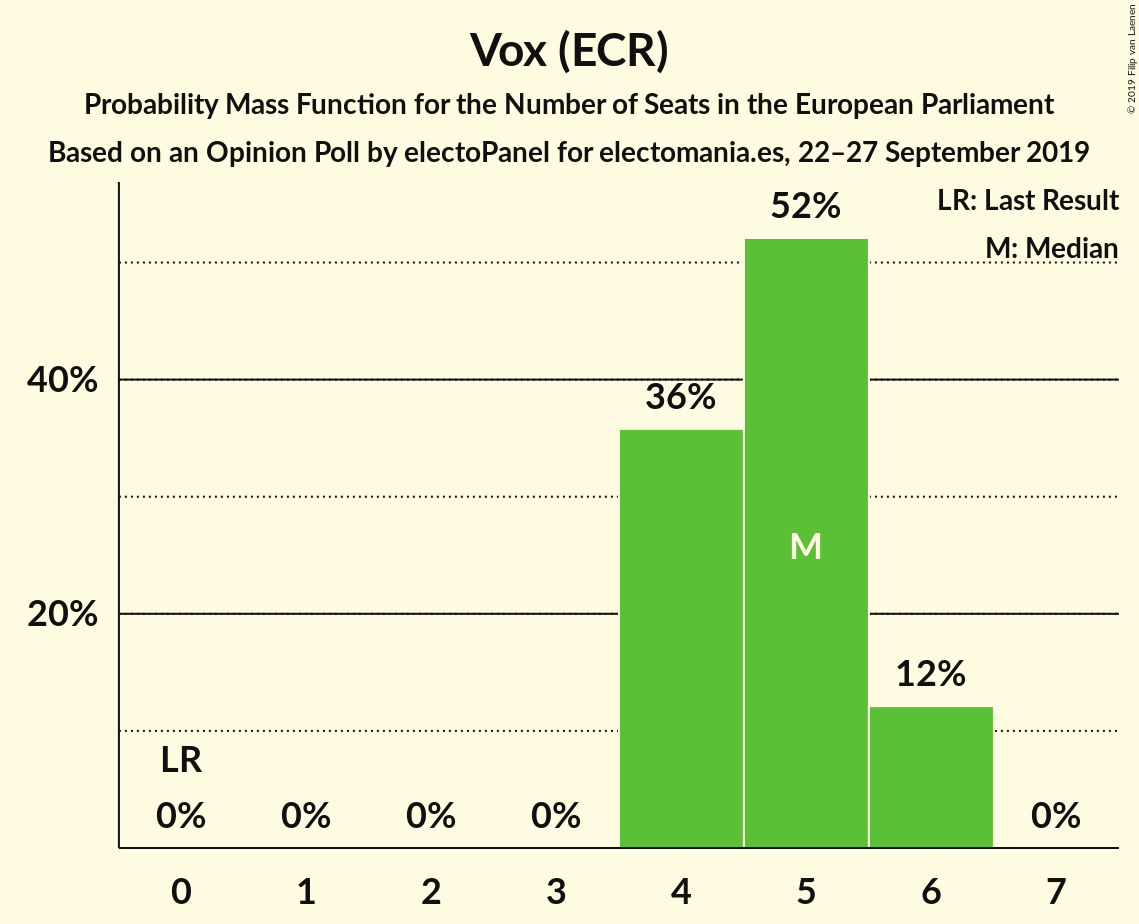 Vox (ECR)
Probability Mass Function for the Number of Seats in the European Parliament
Based on an Opinion Poll by electoPanel for electomania.es, 22–27 September 2019
© 2019 Filip van Laenen
LR: Last Result
M: Median
52%
40%
36%
M
20%
12%
LR
0% 0% 0% 0% 0%
0 1 2 3 4 5 6 7